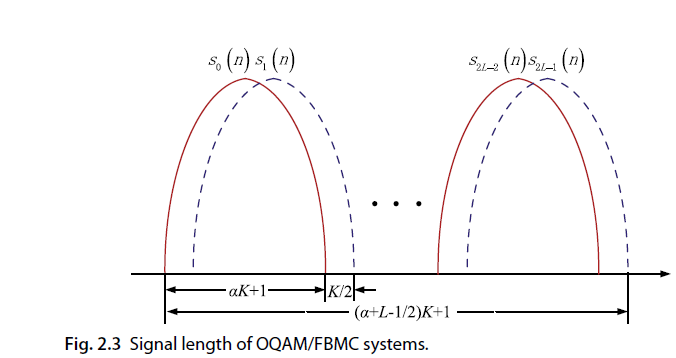 s₀ (n) s₁ (n) s₂L₋₂ (n) s₂L₋₁ (n)
αK+1 K/2
(α+L-1/2)K+1
Fig. 2.3 Signal length of OQAM/FBMC systems.